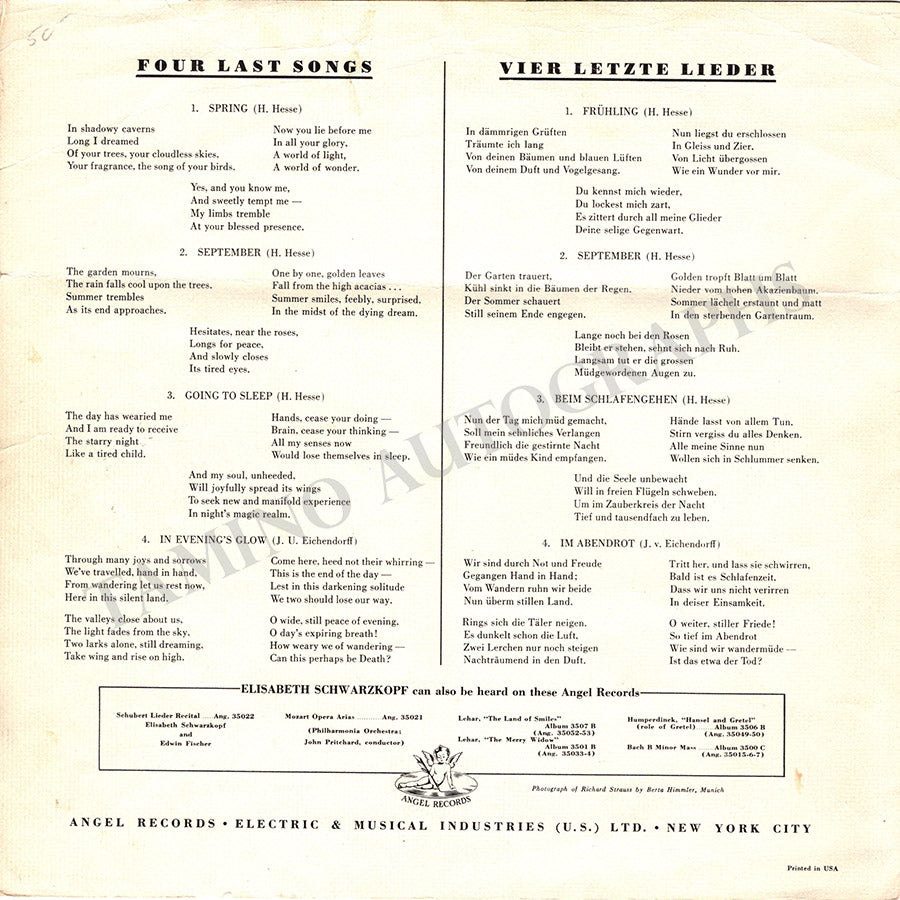 50
FOUR LAST SONGS
1. SPRING (H. Hesse)
In shadowy caverns
Long I dreamed
Of your trees, your cloudless skies,
Your fragrance, the song of your birds.
Now you lie before me
In all your glory,
A world of light,
A world of wonder.
Yes, and you know me,
And sweetly tempt me —
My limbs tremble
At your blessed presence.
2. SEPTEMBER (H. Hesse)
The garden mourns,
The rain falls cool upon the trees.
Summer trembles
As its end approaches.
One by one, golden leaves
Fall from the high acacias . . .
Summer smiles, feebly, surprised.
In the midst of the dying dream.
Hesitates, near the roses,
Longs for peace,
And slowly closes
Its tired eyes.
3. GOING TO SLEEP (H. Hesse)
The day has wearied me
And I am ready to receive
The starry night
Like a tired child.
Hands, cease your doing —
Brain, cease your thinking —
All my senses now
Would lose themselves in sleep.
And my soul, unheeded,
Will joyfully spread its wings
To seek new and manifold experience
In night's magic realm.
4. IN EVENING'S GLOW (J. U. Eichendorff)
Through many joys and sorrows
We've travelled, hand in hand,
From wandering let us rest now,
Here in this silent land.
Come here, heed not their whirring —
This is the end of the day —
Lest in this darkening solitude
We two should lose our way.
The valleys close about us,
The light fades from the sky.
Two larks alone, still dreaming,
Take wing and rise on high.
O wide, still peace of evening,
O day's expiring breath!
How weary we of wandering —
Can this perhaps be Death?
VIER LETZTE LIEDER
1. FRÜHLING (H. Hesse)
In dämmrigen Grüften
Träumte ich lang
Von deinen Bäumen und blauen Lüften
Von deinem Duft und Vogelgesang.
Nun liegst du erschlossen
In Gleiss und Zier,
Von Licht übergossen
Wie ein Wunder vor mir.
Du kennst mich wieder,
Du lockest mich zart,
Es zittert durch all meine Glieder
Deine selige Gegenwart.
2. SEPTEMBER (H. Hesse)
Der Garten trauert,
Kühl sinkt in die Bäumen der Regen.
Der Sommer schauert
Still seinem Ende engegen.
Golden tropft Blatt um Blatt
Nieder vom hohen Akazienbaum.
Sommer lächelt erstaunt und matt
In den sterbenden Gartentraum.
Lange noch bei den Rosen
Bleibt er stehen, sehnt sich nach Ruh.
Langsam tut er die grossen
Müdgewordenen Augen zu.
3. BEIM SCHLAFENGEHEN (H. Hesse)
Nun der Tag mich müd gemacht,
Soll mein sehnliches Verlangen
Freundlich die gestirnte Nacht
Wie ein müdes Kind empfangen.
Hände lasst von allem Tun,
Stirn vergiss du alles Denken.
Alle meine Sinne nun
Wollen sich in Schlummer senken.
Und die Seele unbewacht
Will in freien Flügeln schweben.
Um im Zauberkreis der Nacht
Tief und tausendfach zu leben.
4. IM ABENDROT (J. v. Eichendorff)
Wir sind durch Not und Freude
Gegangen Hand in Hand;
Vom Wandern ruhn wir beide
Nun überm stillen Land.
Tritt her, und lass sie schwirren,
Bald ist es Schlafenzeit,
Dass wir uns nicht verirren
In deiser Einsamkeit.
Rings sich die Täler neigen,
Es dunkelt schon die Luft,
Zwei Lerchen nur noch steigen
Nachträumend in den Duft.
O weiter, stiller Friede!
So tief im Abendrot
Wie sind wir wandermüde —
Ist das etwa der Tod?
TAMINO AUTOGRAPHS
ELISABETH SCHWARZKOPF can also be heard on these Angel Records
Schubert Lieder Recital .... Ang. 35022
Elisabeth Schwarzkopf
and
Edwin Fischer
Mozart Opera Arias .......... Ang. 35021
(Philharmonia Orchestra;
John Pritchard, conductor)
Lehar, "The Land of Smiles"
Album 3507 B
(Ang. 35052-53)
Lehar, "The Merry Widow"
Album 3501 B
(Ang. 35033-4)
Humperdinck, "Hansel and Gretel"
(role of Gretel) .... Album 3506 B
(Ang. 35049-50)
Bach B Minor Mass ...... Album 3500 C
(Ang. 35015-6-7)
ANGEL RECORDS
Photograph of Richard Strauss by Berta Himmler, Munich
ANGEL RECORDS • ELECTRIC & MUSICAL INDUSTRIES (U.S.) LTD. • NEW YORK CITY
Printed in USA